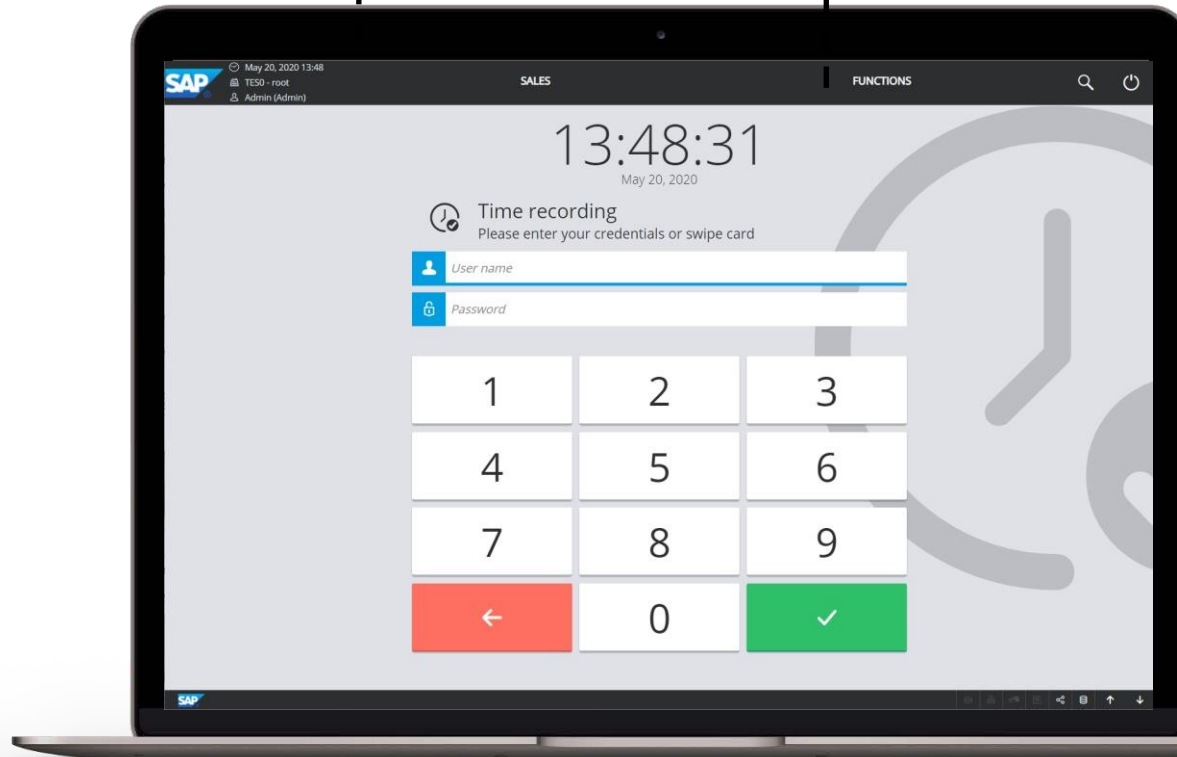 SAP
May 20, 2020 13:48
TES0 - root
Admin (Admin)
SALES
FUNCTIONS
13:48:31
May 20, 2020
Time recording
Please enter your credentials or swipe card
User name
Password
1 2 3
4 5 6
7 8 9
0
SAP